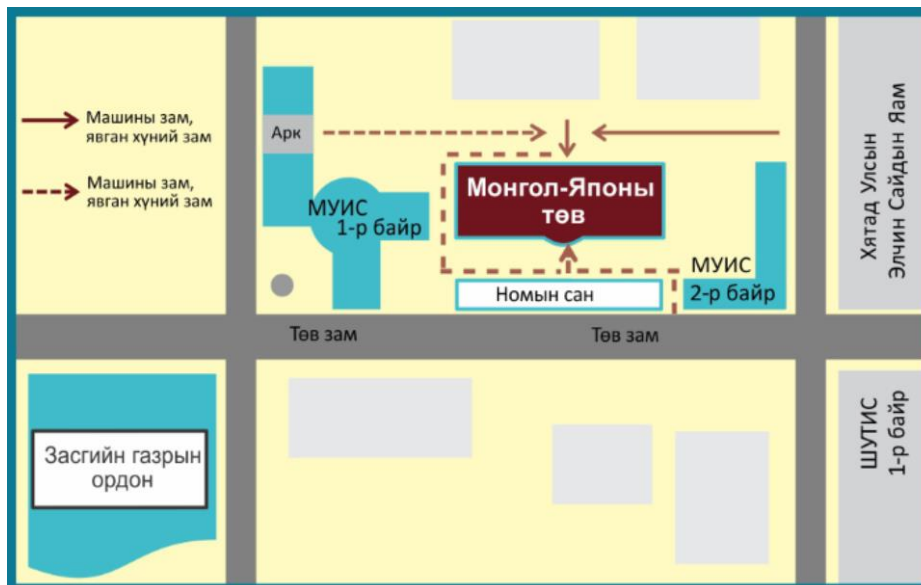 Машины зам,
явган хүний зам
Машины зам,
явган хүний зам
Арк
МУИС
1-р байр
Монгол-Японы
төв
МУИС
2-р байр
Номын сан
Хятад Улсын
Элчин Сайдын Яам
Төв зам
Төв зам
Засгийн газрын
ордон
ШУТИС
1-р байр